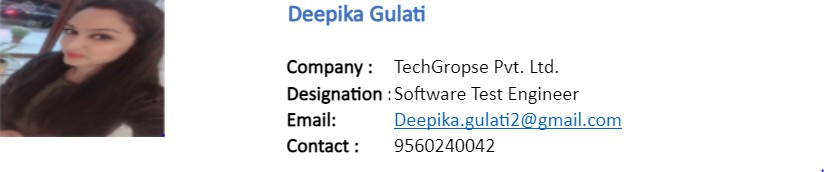 Deepika Gulati
Company : TechGropse Pvt. Ltd.
Designation : Software Test Engineer
Email: Deepika.gulati2@gmail.com
Contact : 9560240042